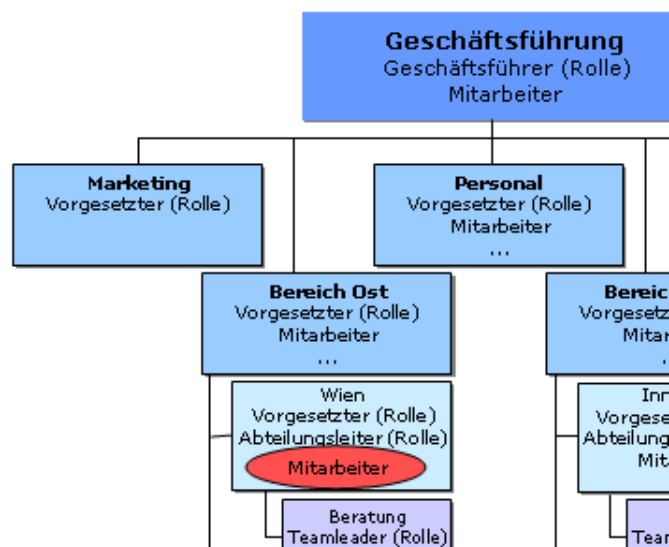 Geschäftsführung
Geschäftsführer (Rolle)
Mitarbeiter
Marketing
Vorgesetzter (Rolle)
Personal
Vorgesetzter (Rolle)
Mitarbeiter
...
Bereich Ost
Vorgesetzter (Rolle)
Mitarbeiter
...
Wien
Vorgesetzter (Rolle)
Abteilungsleiter (Rolle)
Mitarbeiter
Beratung
Teamleader (Rolle)